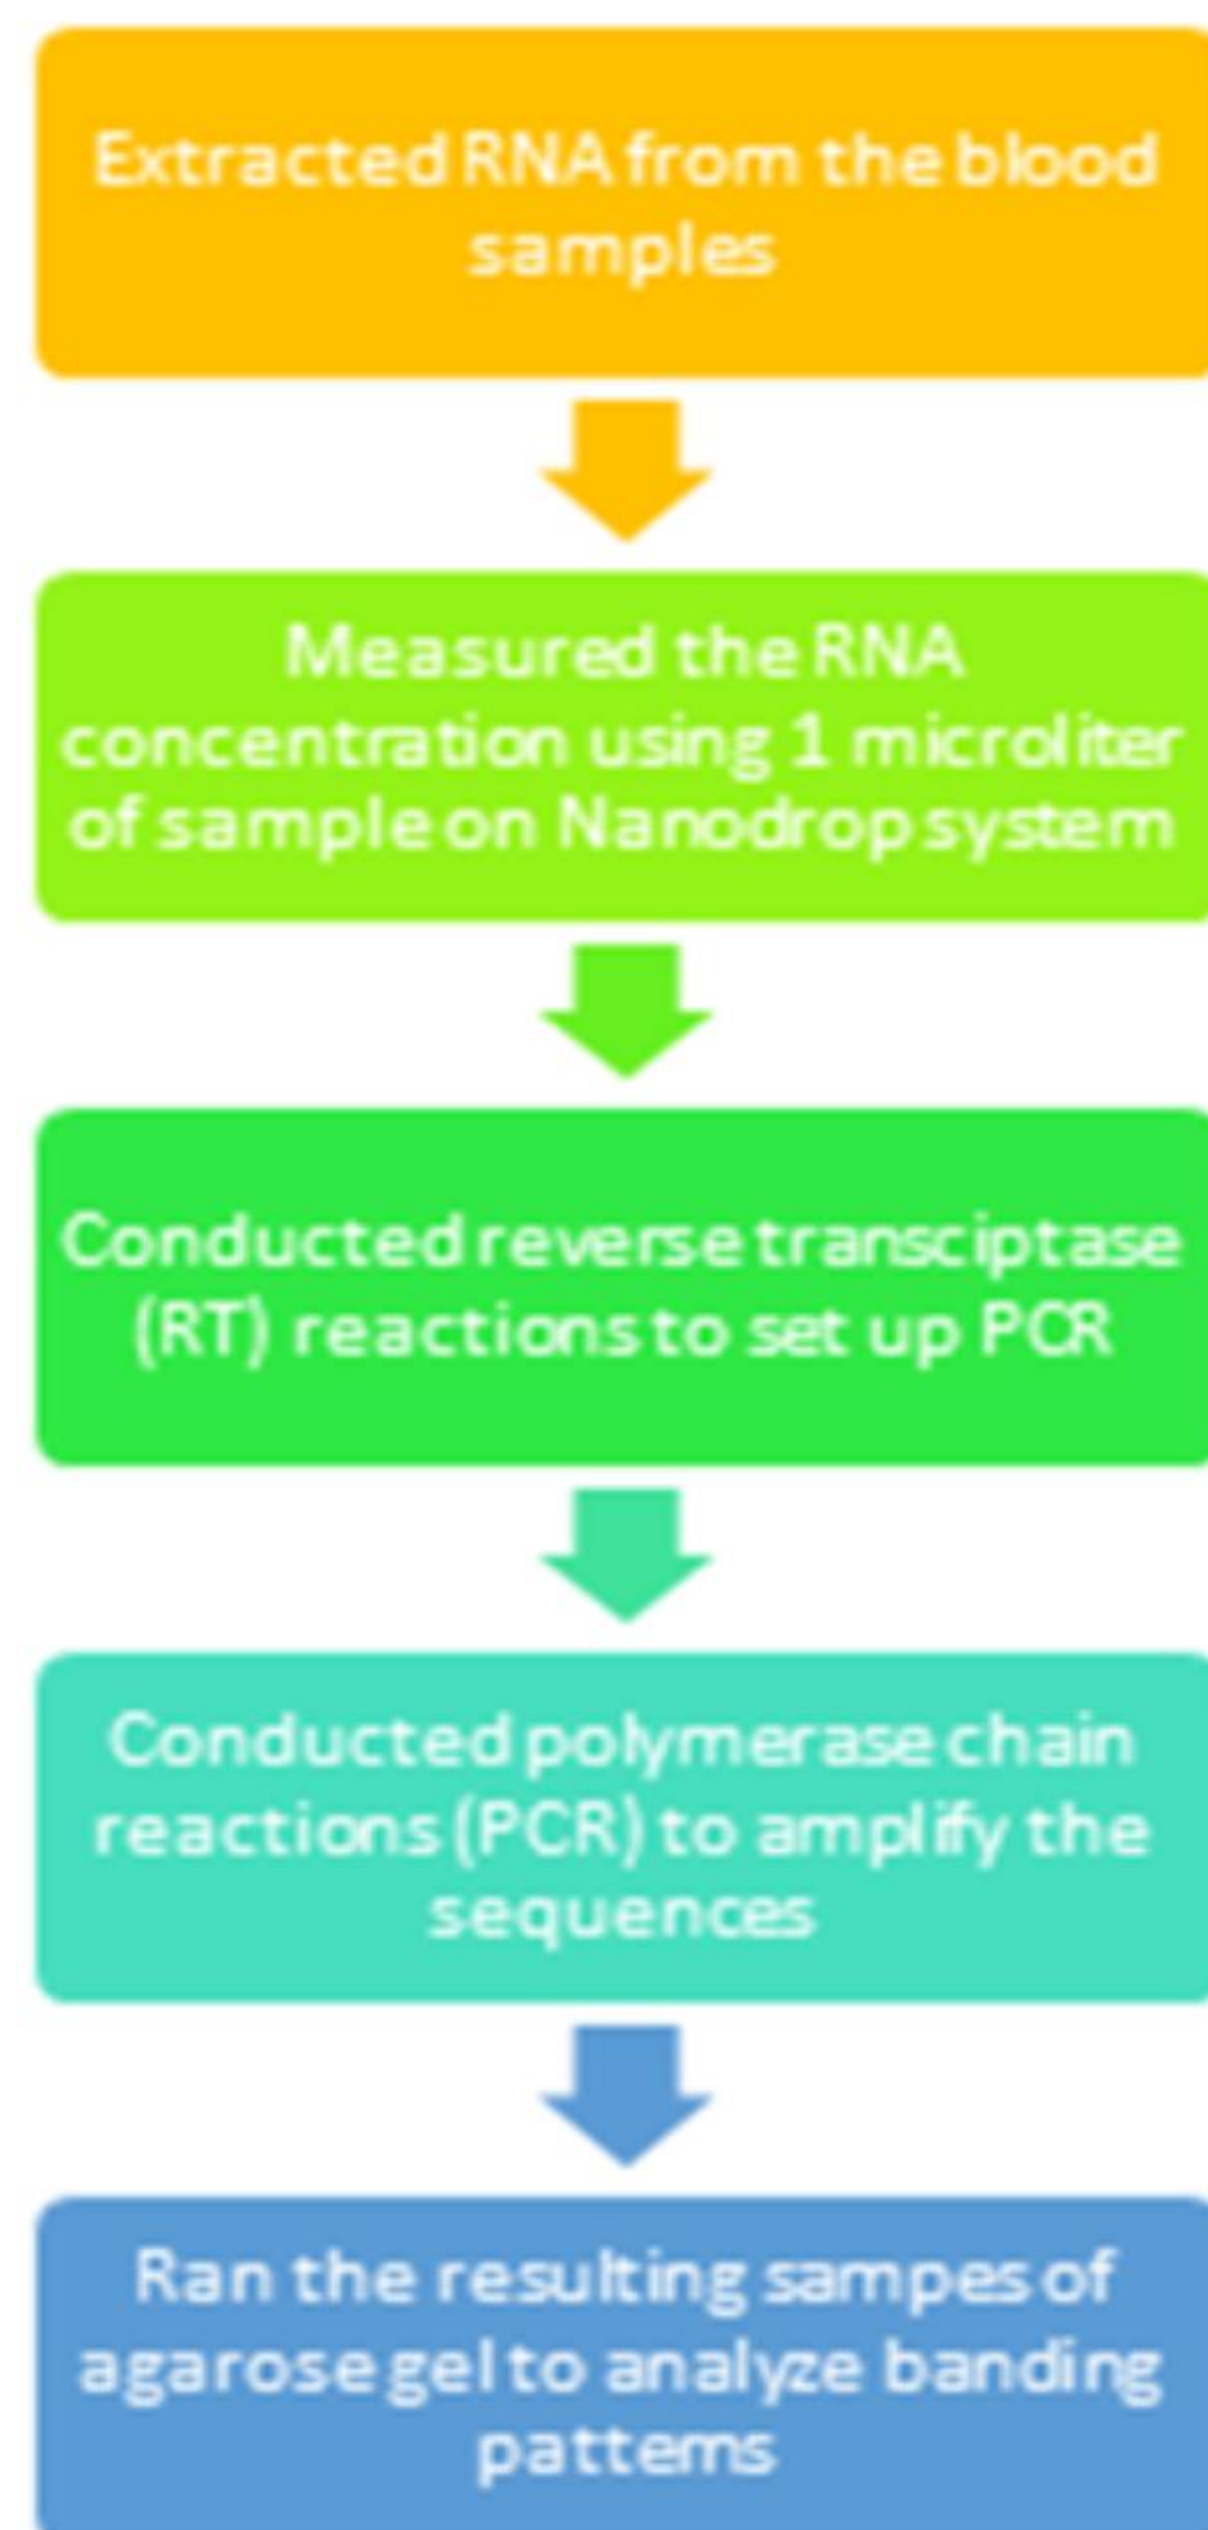 Extracted RNA from the blood
samples
Measured the RNA
concentration using 1 microliter
of sample on Nanodrop system
Conducted reverse transciptase
(RT) reactions to set up PCR
Conducted polymerase chain
reactions (PCR) to amplify the
sequences
Ran the resulting sampes of
agarose gel to analyze banding
patterns